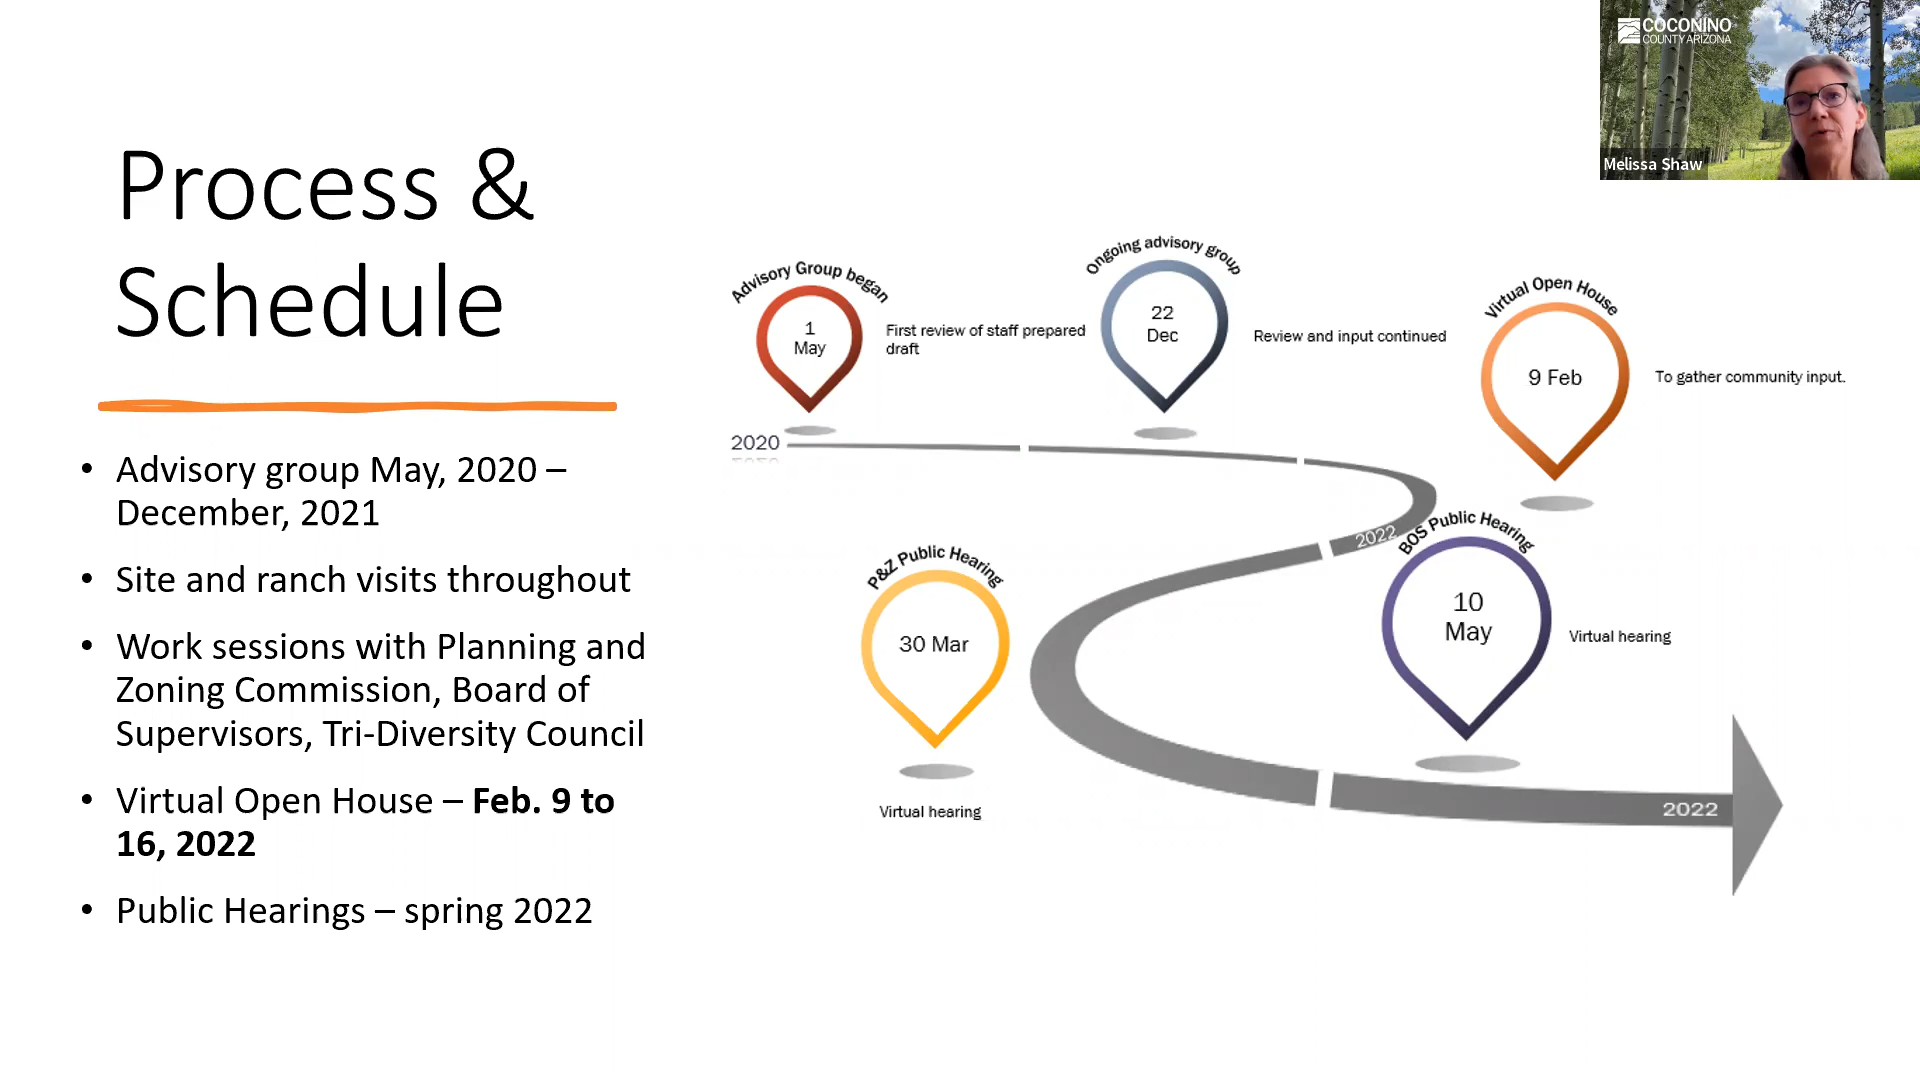 COCONINO
COUNTY ARIZONA
Melissa Shaw
Process &
Schedule
• Advisory group May, 2020 –
December, 2021
• Site and ranch visits throughout
• Work sessions with Planning and
Zoning Commission, Board of
Supervisors, Tri-Diversity Council
• Virtual Open House – Feb. 9 to
16, 2022
• Public Hearings – spring 2022
Advisory Group began
1
May
First review of staff prepared
draft
Ongoing advisory group
22
Dec
Review and input continued
Virtual Open House
9 Feb
To gather community input.
2020
2022
P&Z Public Hearing
30 Mar
Virtual hearing
BOS Public Hearing
10
May
Virtual hearing
2022